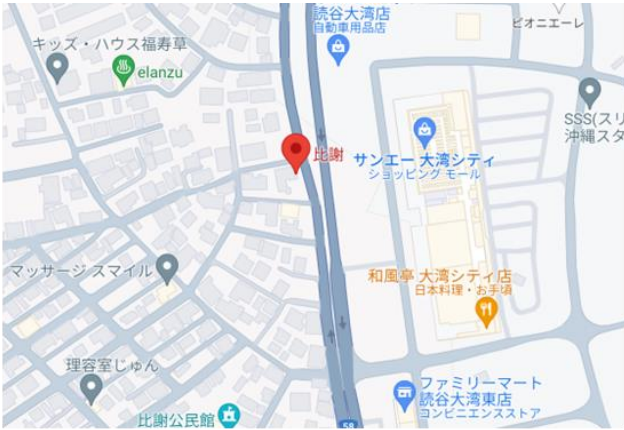 読谷大湾店
自動車用品店
ピオニエーレ
キッズ・ハウス福寿草
elanzu
SSS(スリ
沖縄スタ
比謝
サンエー 大湾シティ
ショッピング モール
マッサージ スマイル
和風亭 大湾シティ店
日本料理・お手頃
理容室じゅん
ファミリーマート
読谷大湾東店
コンビニエンスストア
比謝公民館
58